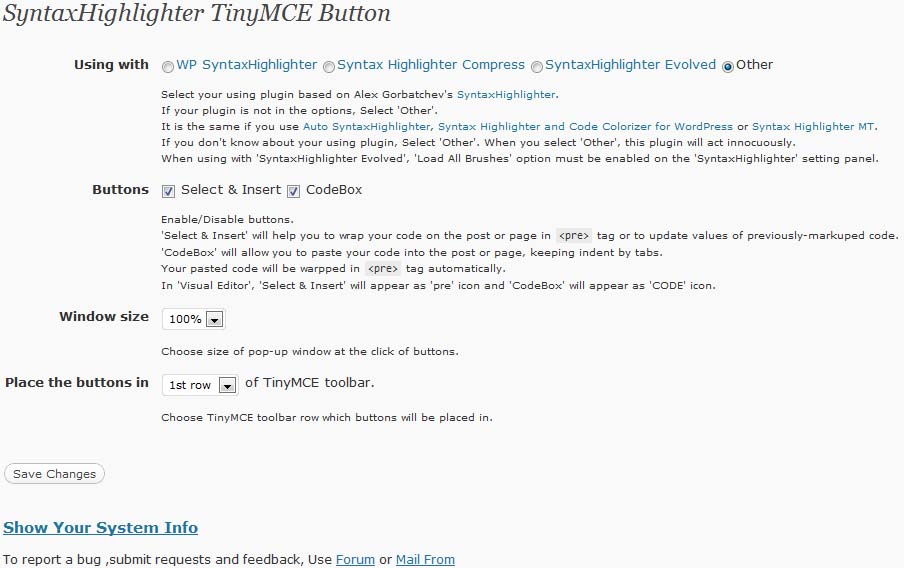 SyntaxHighlighter TinyMCE Button
Using with WP SyntaxHighlighter Syntax Highlighter Compress SyntaxHighlighter Evolved Other
Select your using plugin based on Alex Gorbatchev's SyntaxHighlighter.
If your plugin is not in the options, Select 'Other'.
It is the same if you use Auto SyntaxHighlighter, Syntax Highlighter and Code Colorizer for WordPress or Syntax Highlighter MT.
If you don't know about your using plugin, Select 'Other'. When you select 'Other', this plugin will act innocuously.
When using with 'SyntaxHighlighter Evolved', 'Load All Brushes' option must be enabled on the 'SyntaxHighlighter' setting panel.
Buttons Select & Insert CodeBox
Enable/Disable buttons.
'Select & Insert' will help you to wrap your code on the post or page in <pre> tag or to update values of previously-markuped code.
'CodeBox' will allow you to paste your code into the post or page, keeping indent by tabs.
Your pasted code will be warpped in <pre> tag automatically.
In 'Visual Editor', 'Select & Insert' will appear as 'pre' icon and 'CodeBox' will appear as 'CODE' icon.
Window size 100%
Choose size of pop-up window at the click of buttons.
Place the buttons in 1st row of TinyMCE toolbar.
Choose TinyMCE toolbar row which buttons will be placed in.
Save Changes
Show Your System Info
To report a bug ,submit requests and feedback, Use Forum or Mail From